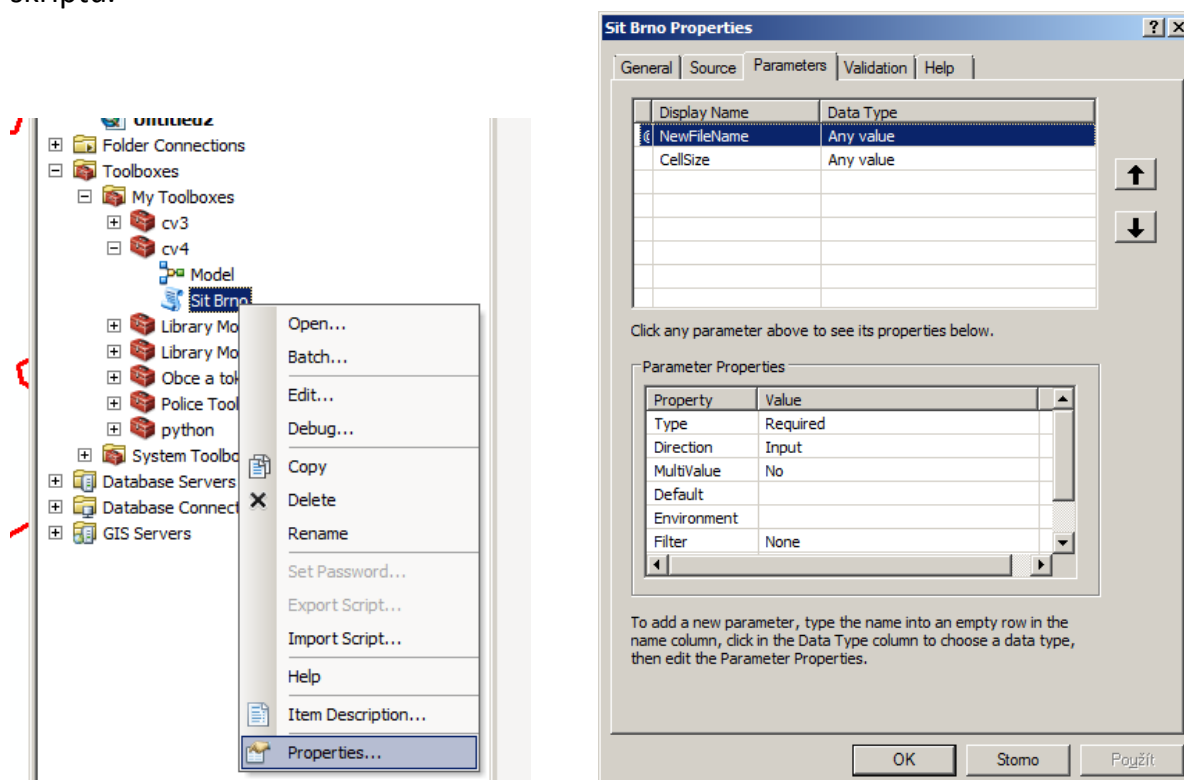 skriptu.
Untitled2
Folder Connections
Toolboxes
My Toolboxes
cv3
cv4
Model
Sit Brno
Library Mo
Library Mo
Obce a tok
Police Tool
python
System Toolbo
Database Servers
Database Connect
GIS Servers
Open...
Batch...
Edit...
Debug...
Copy
Delete
Rename
Set Password...
Export Script...
Import Script...
Help
Item Description...
Properties...
Sit Brno Properties
General Source Parameters Validation Help
Display Name Data Type
NewFileName Any value
CellSize Any value
Click any parameter above to see its properties below.
Parameter Properties
Property Value
Type Required
Direction Input
MultiValue No
Default
Environment
Filter None
To add a new parameter, type the name into an empty row in the
name column, click in the Data Type column to choose a data type,
then edit the Parameter Properties.
OK Storno Použít